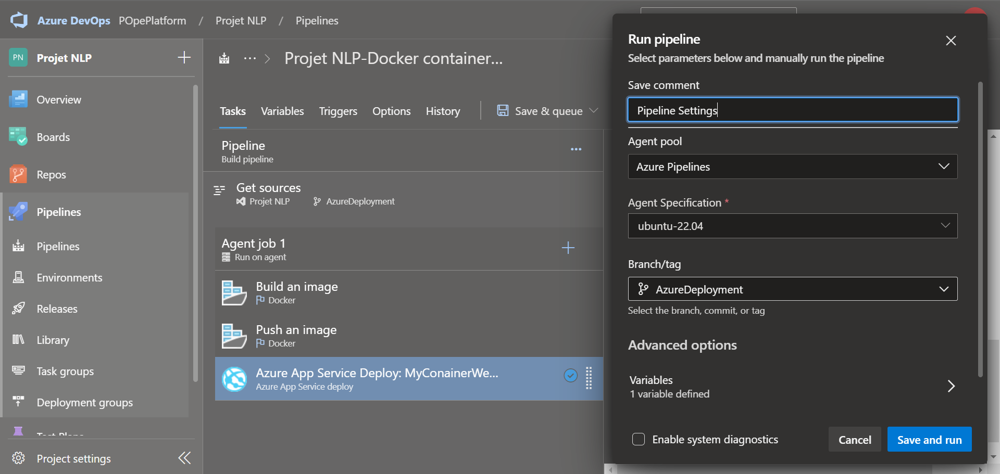 Azure DevOps POpePlatform / Projet NLP / Pipelines
PN Projet NLP
Overview
Boards
Repos
Pipelines
Pipelines
Environments
Releases
Library
Task groups
Deployment groups
Test Plans
Project settings
... > Projet NLP-Docker container...
Tasks Variables Triggers Options History Save & queue
Pipeline
Build pipeline
Get sources
Projet NLP AzureDeployment
Agent job 1
Run on agent
Build an image
Docker
Push an image
Docker
Azure App Service Deploy: MyConainerWe...
Azure App Service deploy
Run pipeline
Select parameters below and manually run the pipeline
Save comment
Pipeline Settings
Agent pool
Azure Pipelines
Agent Specification *
ubuntu-22.04
Branch/tag
AzureDeployment
Select the branch, commit, or tag
Advanced options
Variables
1 variable defined
Enable system diagnostics
Cancel
Save and run